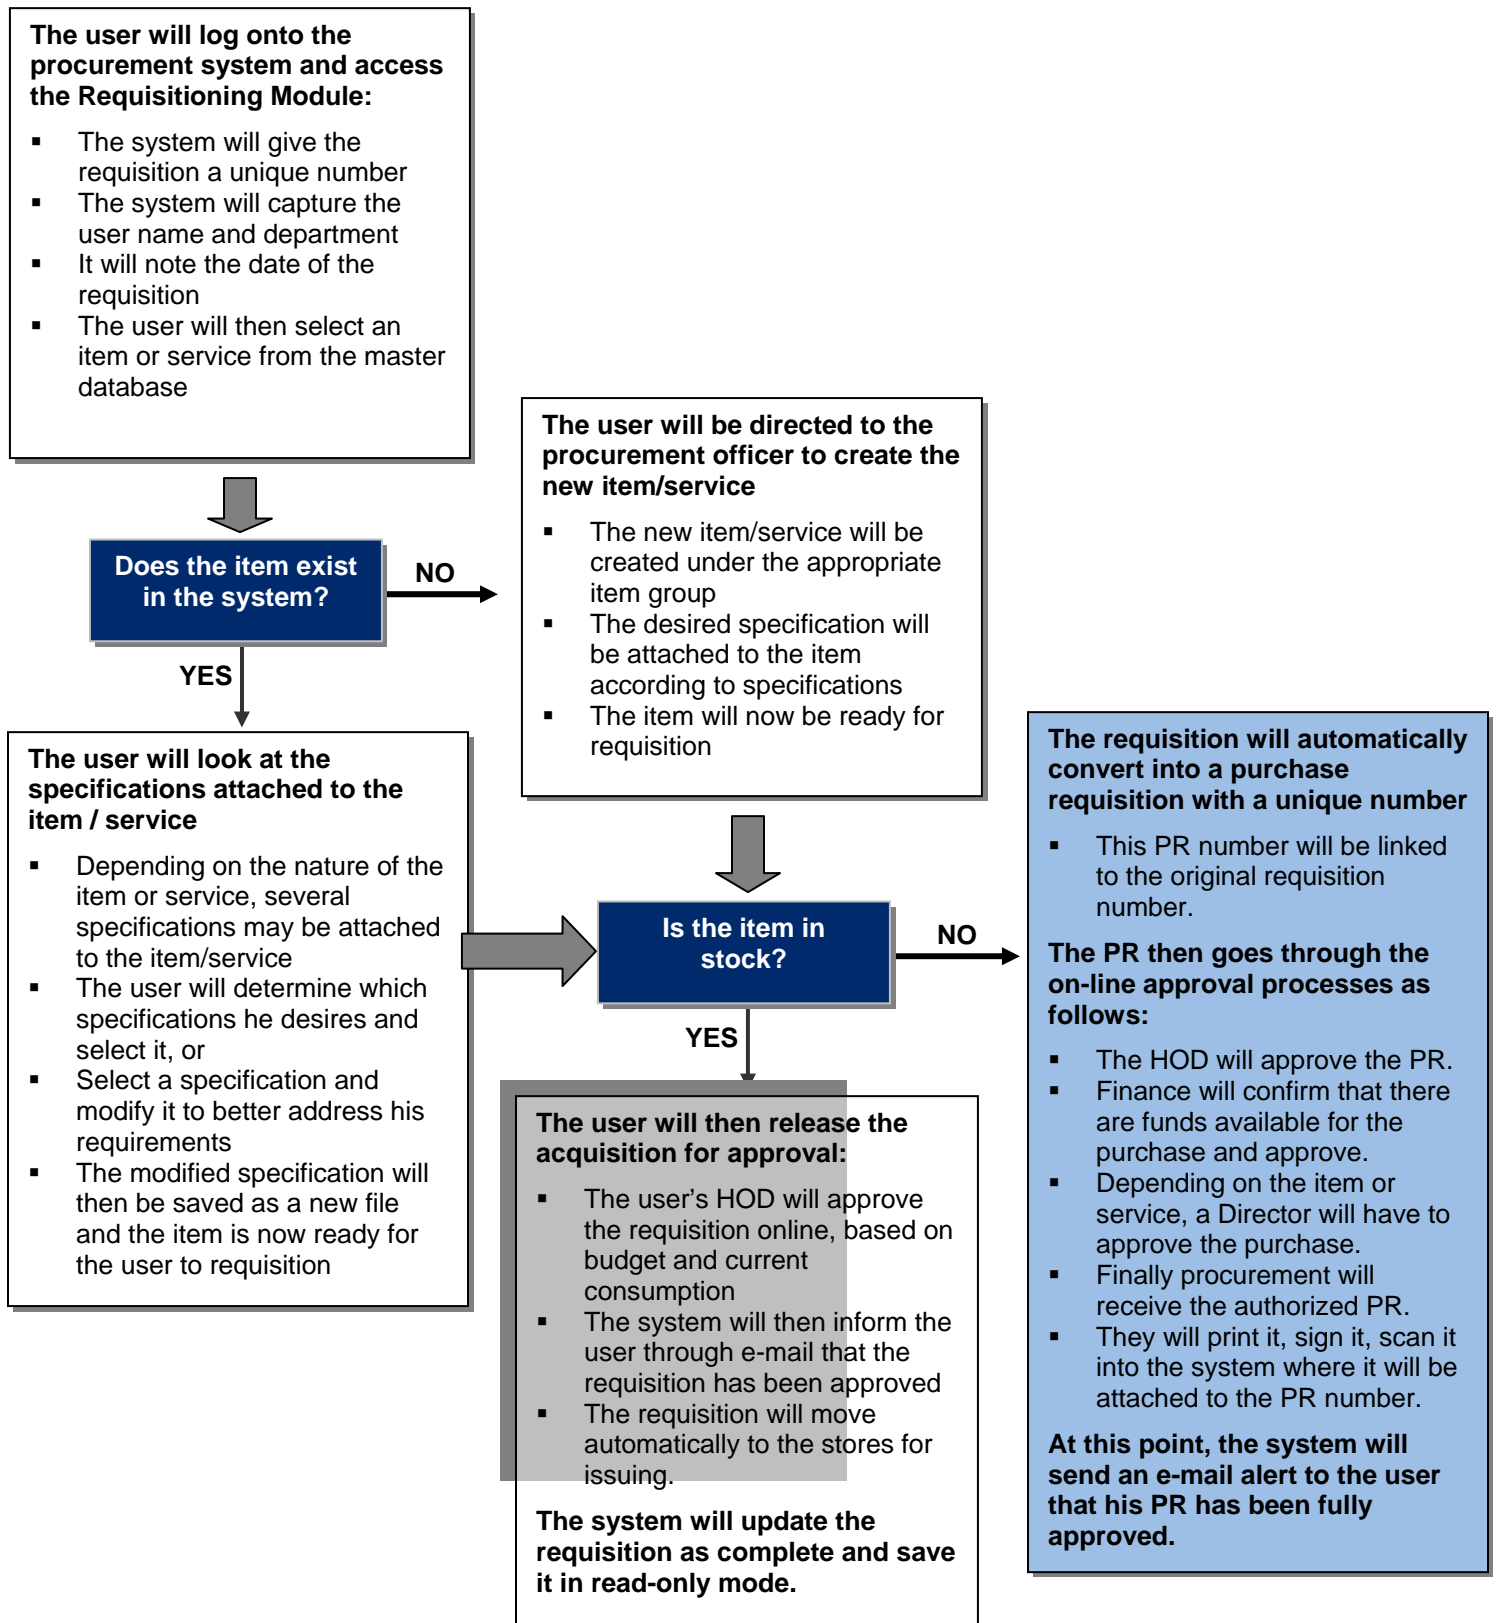 The user will log onto the
procurement system and access
the Requisitioning Module:
▪ The system will give the
requisition a unique number
▪ The system will capture the
user name and department
▪ It will note the date of the
requisition
▪ The user will then select an
item or service from the master
database
Does the item exist
in the system?
NO
YES
The user will be directed to the
procurement officer to create the
new item/service
▪ The new item/service will be
created under the appropriate
item group
▪ The desired specification will
be attached to the item
according to specifications
▪ The item will now be ready for
requisition
The user will look at the
specifications attached to the
item / service
▪ Depending on the nature of the
item or service, several
specifications may be attached
to the item/service
▪ The user will determine which
specifications he desires and
select it, or
▪ Select a specification and
modify it to better address his
requirements
▪ The modified specification will
then be saved as a new file
and the item is now ready for
the user to requisition
Is the item in
stock?
NO
YES
The user will then release the
acquisition for approval:
▪ The user’s HOD will approve
the requisition online, based on
budget and current
consumption
▪ The system will then inform the
user through e-mail that the
requisition has been approved
▪ The requisition will move
automatically to the stores for
issuing.
The system will update the
requisition as complete and save
it in read-only mode.
The requisition will automatically
convert into a purchase
requisition with a unique number
▪ This PR number will be linked
to the original requisition
number.
The PR then goes through the
on-line approval processes as
follows:
▪ The HOD will approve the PR.
▪ Finance will confirm that there
are funds available for the
purchase and approve.
▪ Depending on the item or
service, a Director will have to
approve the purchase.
▪ Finally procurement will
receive the authorized PR.
▪ They will print it, sign it, scan it
into the system where it will be
attached to the PR number.
At this point, the system will
send an e-mail alert to the user
that his PR has been fully
approved.